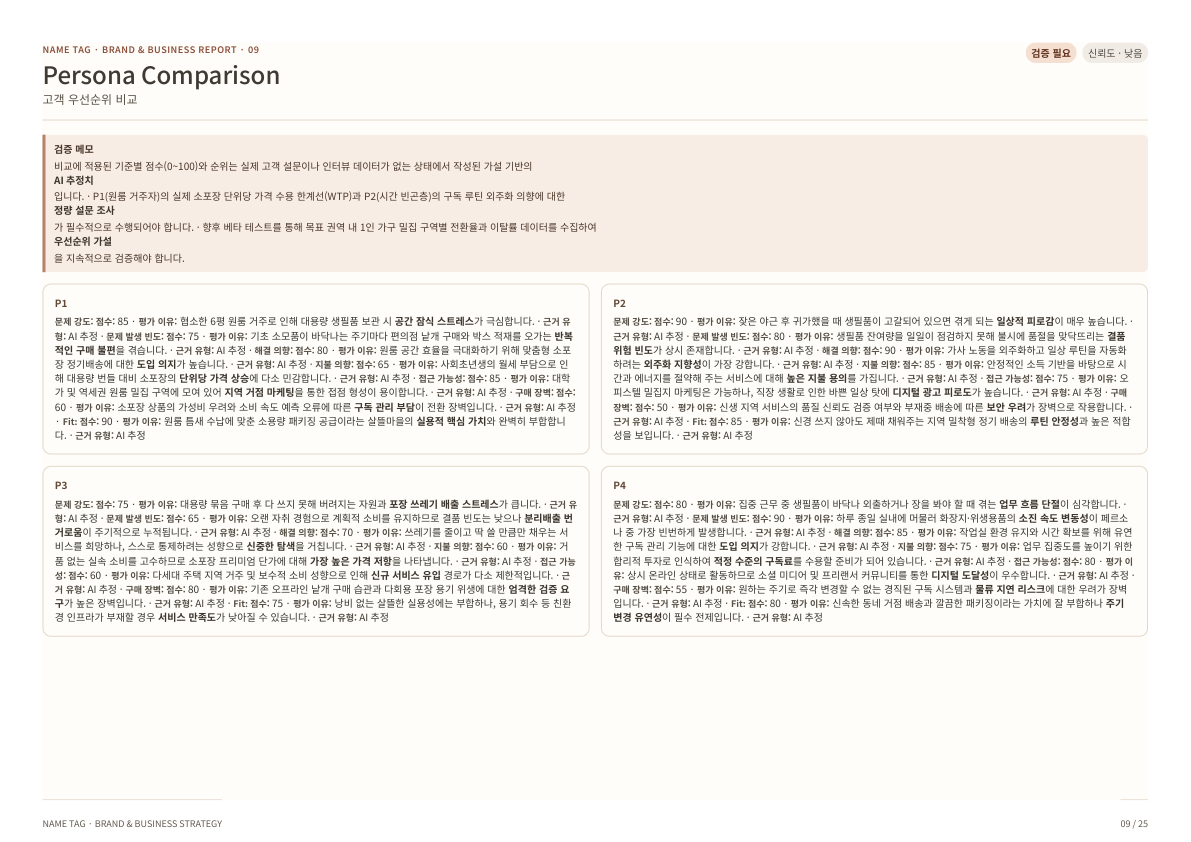 NAME TAG · BRAND & BUSINESS REPORT · 09
검증 필요
신뢰도 · 낮음
Persona Comparison
고객 우선순위 비교
검증 메모
비교에 적용된 기준별 점수(0~100)와 순위는 실제 고객 설문이나 인터뷰 데이터가 없는 상태에서 작성된 가설 기반의
AI 추정치
입니다. · P1(원룸 거주자)의 실제 소포장 단위당 가격 수용 한계선(WTP)과 P2(시간 빈곤층)의 구독 루틴 외주화 의향에 대한
정량 설문 조사
가 필수적으로 수행되어야 합니다. · 향후 베타 테스트를 통해 목표 권역 내 1인 가구 밀집 구역별 전환율과 이탈률 데이터를 수집하여
우선순위 가설
을 지속적으로 검증해야 합니다.
P1
문제 강도: 점수: 85 · 평가 이유: 협소한 6평 원룸 거주로 인해 대용량 생필품 보관 시 공간 잠식 스트레스가 극심합니다. · 근거 유
형: AI 추정 · 문제 발생 빈도: 점수: 75 · 평가 이유: 기초 소모품이 바닥나는 주기마다 편의점 낱개 구매와 박스 적재를 오가는 반복
적인 구매 불편을 겪습니다. · 근거 유형: AI 추정 · 해결 의향: 점수: 80 · 평가 이유: 원룸 공간 효율을 극대화하기 위해 맞춤형 소포
장 정기배송에 대한 도입 의지가 높습니다. · 근거 유형: AI 추정 · 지불 의향: 점수: 65 · 평가 이유: 사회초년생의 월세 부담으로 인
해 대용량 번들 대비 소포장의 단위당 가격 상승에 다소 민감합니다. · 근거 유형: AI 추정 · 접근 가능성: 점수: 85 · 평가 이유: 대학
가 및 역세권 원룸 밀집 구역에 모여 있어 지역 거점 마케팅을 통한 접점 형성이 용이합니다. · 근거 유형: AI 추정 · 구매 장벽: 점수:
60 · 평가 이유: 소포장 상품의 가성비 우려와 소비 속도 예측 오류에 따른 구독 관리 부담이 전환 장벽입니다. · 근거 유형: AI 추정
· Fit: 점수: 90 · 평가 이유: 원룸 틈새 수납에 맞춘 소용량 패키징 공급이라는 살뜰마을의 실용적 핵심 가치와 완벽히 부합합니
다. · 근거 유형: AI 추정
P2
문제 강도: 점수: 90 · 평가 이유: 잦은 야근 후 귀가했을 때 생필품이 고갈되어 있으면 겪게 되는 일상적 피로감이 매우 높습니다. ·
근거 유형: AI 추정 · 문제 발생 빈도: 점수: 80 · 평가 이유: 생필품 잔여량을 일일이 점검하지 못해 불시에 품절을 맞닥뜨리는 결품
위험 빈도가 상시 존재합니다. · 근거 유형: AI 추정 · 해결 의향: 점수: 90 · 평가 이유: 가사 노동을 외주화하고 일상 루틴을 자동화
하려는 외주화 지향성이 가장 강합니다. · 근거 유형: AI 추정 · 지불 의향: 점수: 85 · 평가 이유: 안정적인 소득 기반을 바탕으로 시
간과 에너지를 절약해 주는 서비스에 대해 높은 지불 용의를 가집니다. · 근거 유형: AI 추정 · 접근 가능성: 점수: 75 · 평가 이유: 오
피스텔 밀집지 마케팅은 가능하나, 직장 생활로 인한 바쁜 일상 탓에 디지털 광고 피로도가 높습니다. · 근거 유형: AI 추정 · 구매
장벽: 점수: 50 · 평가 이유: 신생 지역 서비스의 품질 신뢰도 검증 여부와 부재중 배송에 따른 보안 우려가 장벽으로 작용합니다. ·
근거 유형: AI 추정 · Fit: 점수: 85 · 평가 이유: 신경 쓰지 않아도 제때 채워주는 지역 밀착형 정기 배송의 루틴 안정성과 높은 적합
성을 보입니다. · 근거 유형: AI 추정
P3
문제 강도: 점수: 75 · 평가 이유: 대용량 묶음 구매 후 다 쓰지 못해 버려지는 자원과 포장 쓰레기 배출 스트레스가 큽니다. · 근거 유
형: AI 추정 · 문제 발생 빈도: 점수: 65 · 평가 이유: 오랜 자취 경험으로 계획적 소비를 유지하므로 결품 빈도는 낮으나 분리배출 번
거로움이 주기적으로 누적됩니다. · 근거 유형: AI 추정 · 해결 의향: 점수: 70 · 평가 이유: 쓰레기를 줄이고 딱 쓸 만큼만 채우는 서
비스를 희망하나, 스스로 통제하려는 성향으로 신중한 탐색을 거칩니다. · 근거 유형: AI 추정 · 지불 의향: 점수: 60 · 평가 이유: 거
품 없는 실속 소비를 고수하므로 소포장 프리미엄 단가에 대해 가장 높은 가격 저항을 나타냅니다. · 근거 유형: AI 추정 · 접근 가능
성: 점수: 60 · 평가 이유: 다세대 주택 지역 거주 및 보수적 소비 성향으로 인해 신규 서비스 유입 경로가 다소 제한적입니다. · 근
거 유형: AI 추정 · 구매 장벽: 점수: 80 · 평가 이유: 기존 오프라인 낱개 구매 습관과 다회용 포장 용기 위생에 대한 엄격한 검증 요
구가 높은 장벽입니다. · 근거 유형: AI 추정 · Fit: 점수: 75 · 평가 이유: 낭비 없는 살뜰한 실용성에는 부합하나, 용기 회수 등 친환
경 인프라가 부재할 경우 서비스 만족도가 낮아질 수 있습니다. · 근거 유형: AI 추정
P4
문제 강도: 점수: 80 · 평가 이유: 집중 근무 중 생필품이 바닥나 외출하거나 장을 봐야 할 때 겪는 업무 흐름 단절이 심각합니다. ·
근거 유형: AI 추정 · 문제 발생 빈도: 점수: 90 · 평가 이유: 하루 종일 실내에 머물러 화장지·위생용품의 소진 속도 변동성이 페르소
나 중 가장 빈번하게 발생합니다. · 근거 유형: AI 추정 · 해결 의향: 점수: 85 · 평가 이유: 작업실 환경 유지와 시간 확보를 위해 유연
한 구독 관리 기능에 대한 도입 의지가 강합니다. · 근거 유형: AI 추정 · 지불 의향: 점수: 75 · 평가 이유: 업무 집중도를 높이기 위한
합리적 투자로 인식하여 적정 수준의 구독료를 수용할 준비가 되어 있습니다. · 근거 유형: AI 추정 · 접근 가능성: 점수: 80 · 평가 이
유: 상시 온라인 상태로 활동하므로 소셜 미디어 및 프리랜서 커뮤니티를 통한 디지털 도달성이 우수합니다. · 근거 유형: AI 추정 ·
구매 장벽: 점수: 55 · 평가 이유: 원하는 주기로 즉각 변경할 수 없는 경직된 구독 시스템과 물류 지연 리스크에 대한 우려가 장벽
입니다. · 근거 유형: AI 추정 · Fit: 점수: 80 · 평가 이유: 신속한 동네 거점 배송과 깔끔한 패키징이라는 가치에 잘 부합하나 주기
변경 유연성이 필수 전제입니다. · 근거 유형: AI 추정
NAME TAG · BRAND & BUSINESS STRATEGY
09 / 25